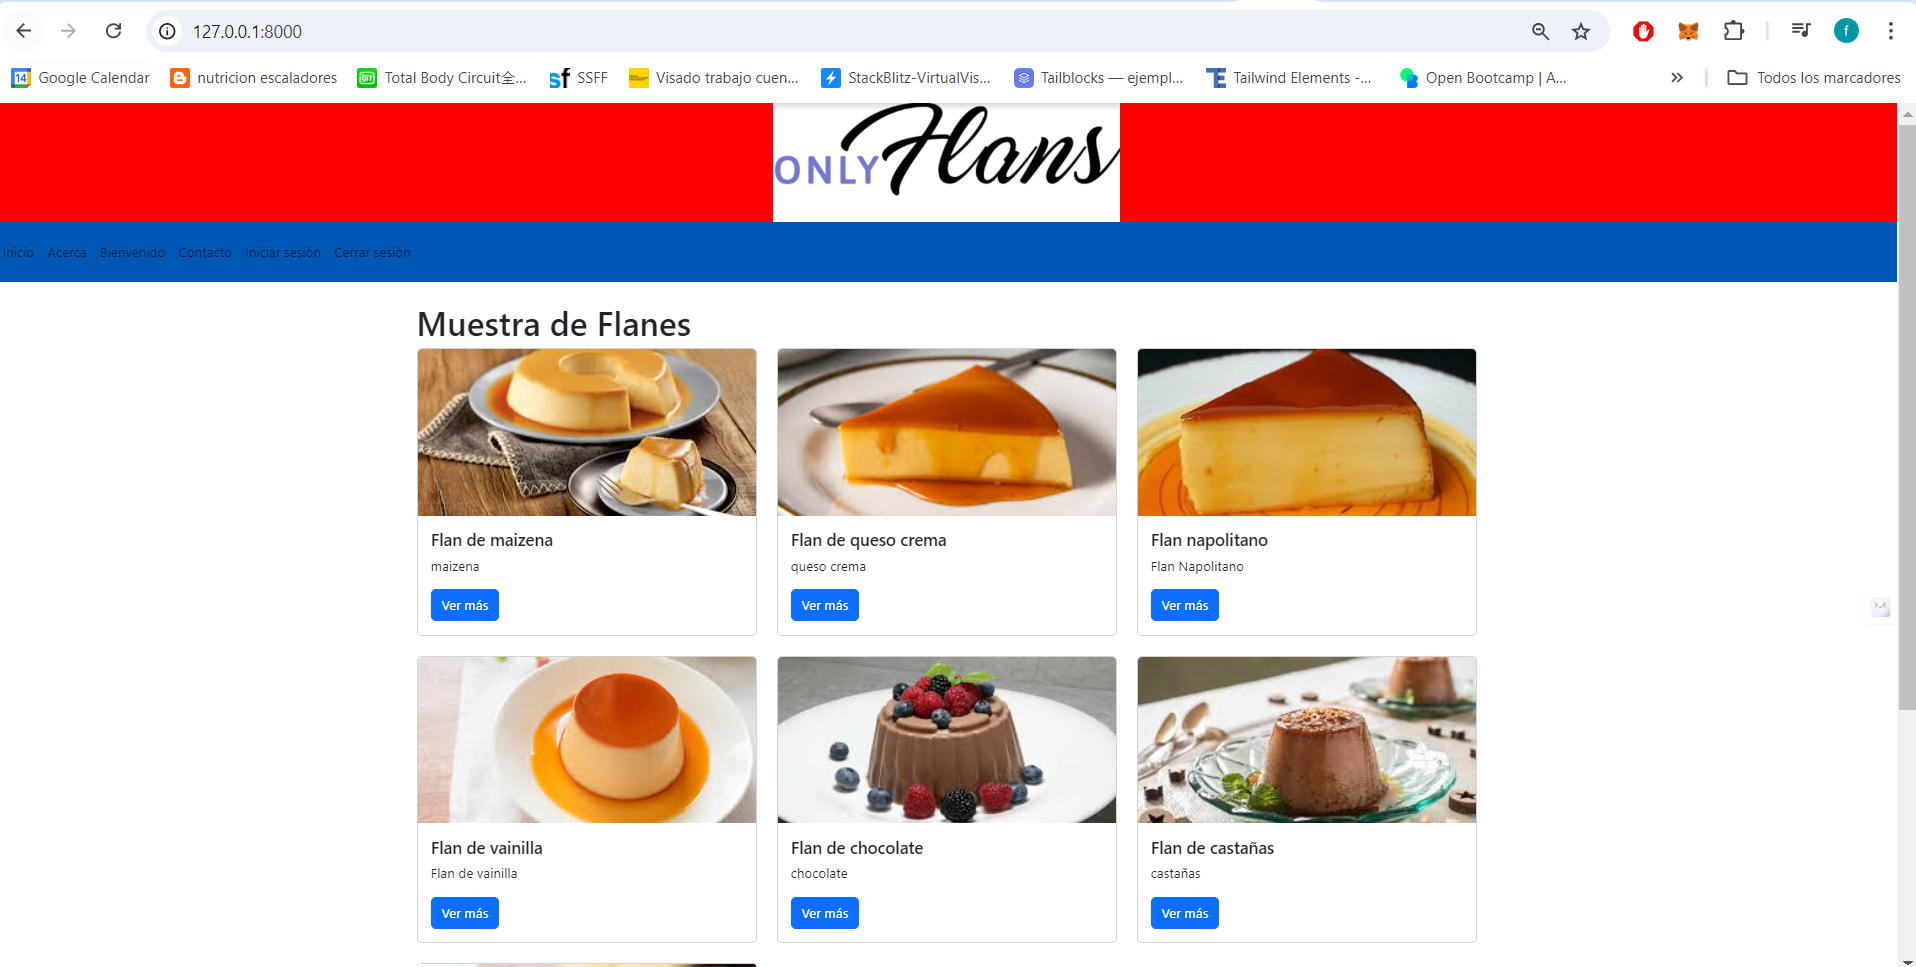 127.0.0.1:8000
f
14 Google Calendar
nutricion escaladores
Total Body Circuit全...
sf SSFF
Visado trabajo cuen...
StackBlitz-VirtualVis...
Tailblocks — ejempl...
TE Tailwind Elements -...
Open Bootcamp | A...
»
Todos los marcadores
ONLY Flans
Inicio Acerca Bienvenido Contacto Iniciar sesión Cerrar sesión
Muestra de Flanes
Flan de maizena
maizena
Ver más
Flan de queso crema
queso crema
Ver más
Flan napolitano
Flan Napolitano
Ver más
Flan de vainilla
Flan de vainilla
Ver más
Flan de chocolate
chocolate
Ver más
Flan de castañas
castañas
Ver más